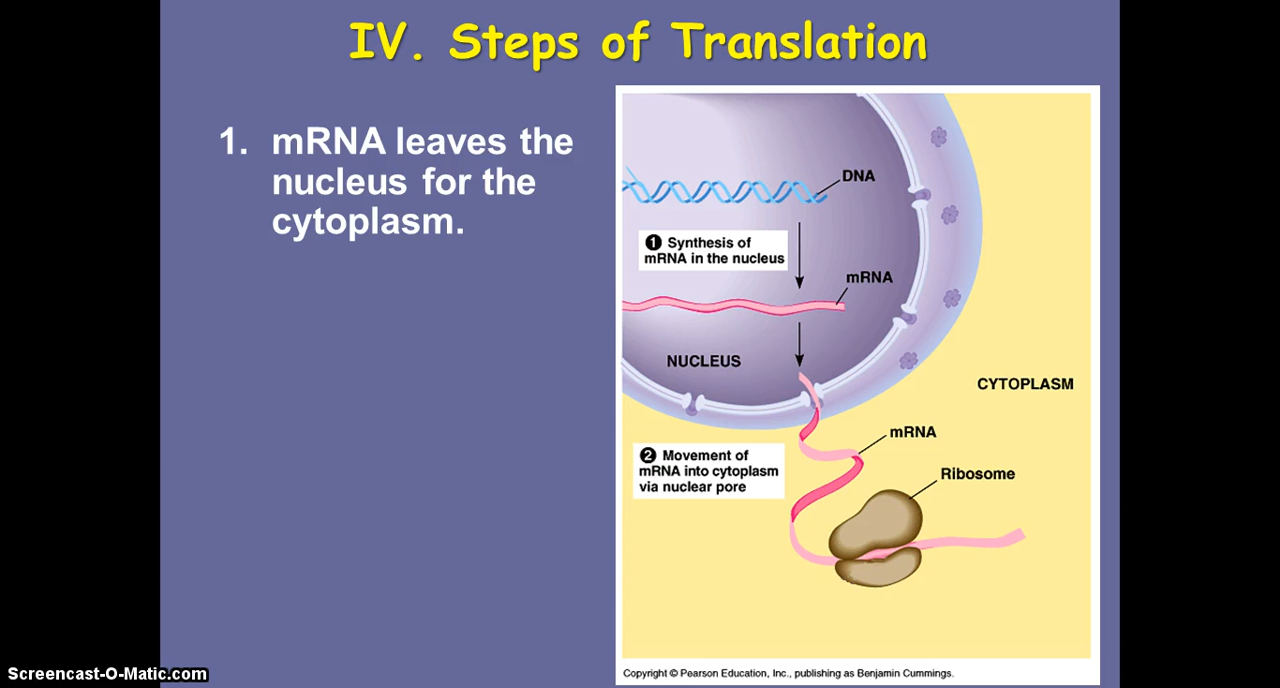 IV. Steps of Translation
1. mRNA leaves the
nucleus for the
cytoplasm.
DNA
❶ Synthesis of
mRNA in the nucleus
mRNA
NUCLEUS
CYTOPLASM
mRNA
❷ Movement of
mRNA into cytoplasm
via nuclear pore
Ribosome
Copyright © Pearson Education, Inc., publishing as Benjamin Cummings.
Screencast-O-Matic.com